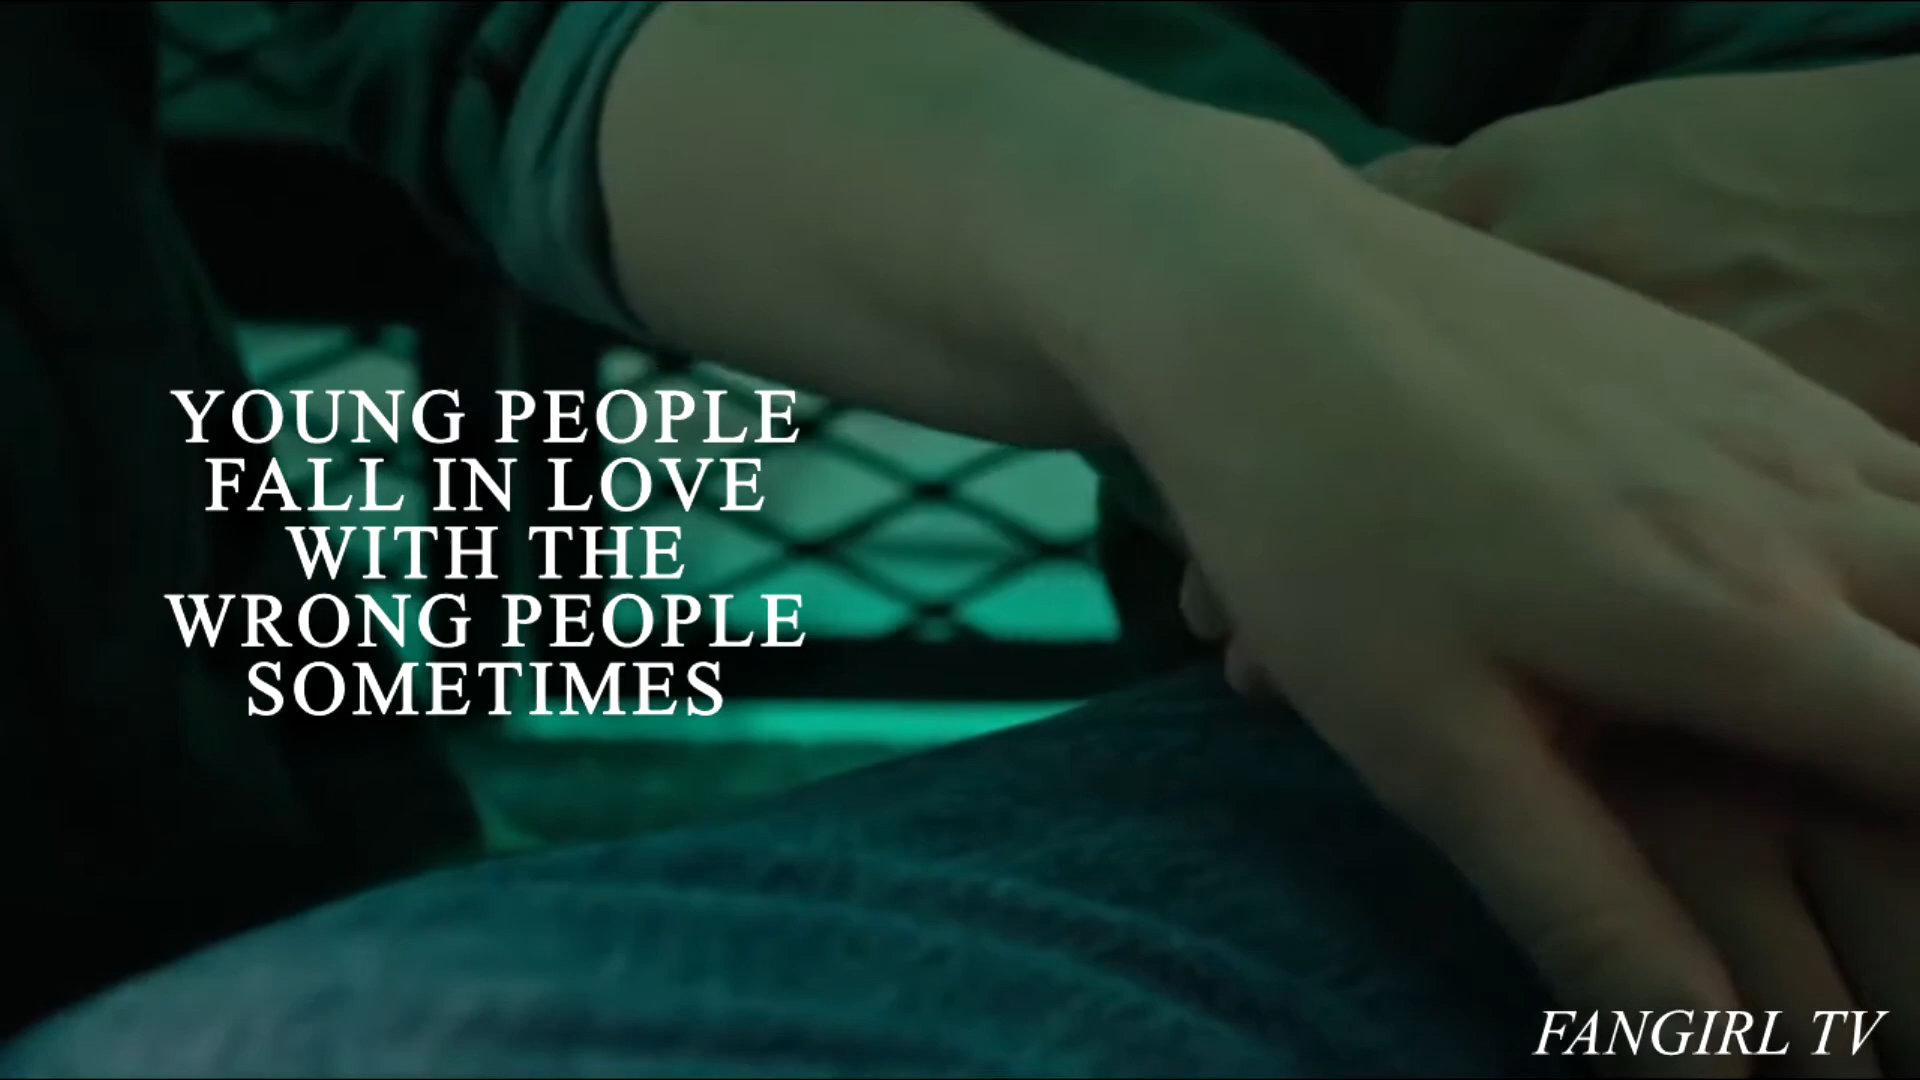 YOUNG PEOPLE
FALL IN LOVE
WITH THE
WRONG PEOPLE
SOMETIMES
FANGIRL TV